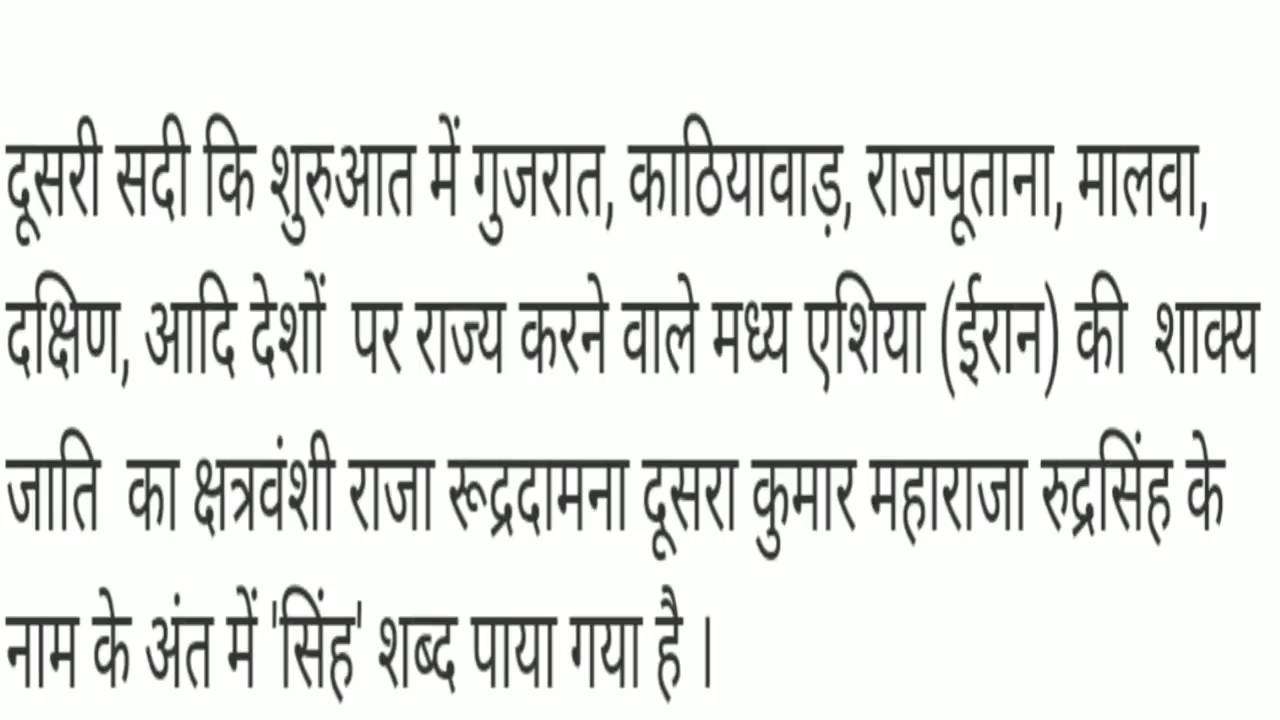 दूसरी सदी कि शुरुआत में गुजरात, काठियावाड़, राजपूताना, मालवा,
दक्षिण, आदि देशों पर राज्य करने वाले मध्य एशिया (ईरान) की शाक्य
जाति का क्षत्रवंशी राजा रूद्रदामना दूसरा कुमार महाराजा रुद्रसिंह के
नाम के अंत में 'सिंह' शब्द पाया गया है ।